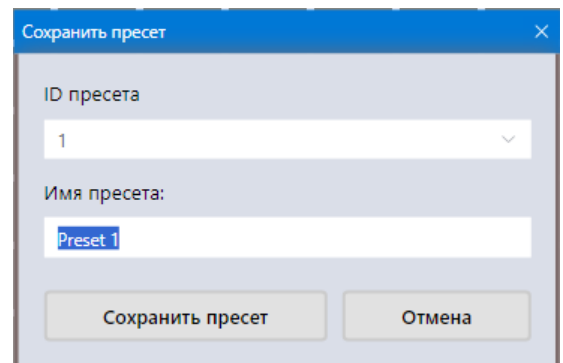 Сохранить пресет
ID пресета
1
Имя пресета:
Preset 1
Сохранить пресет Отмена